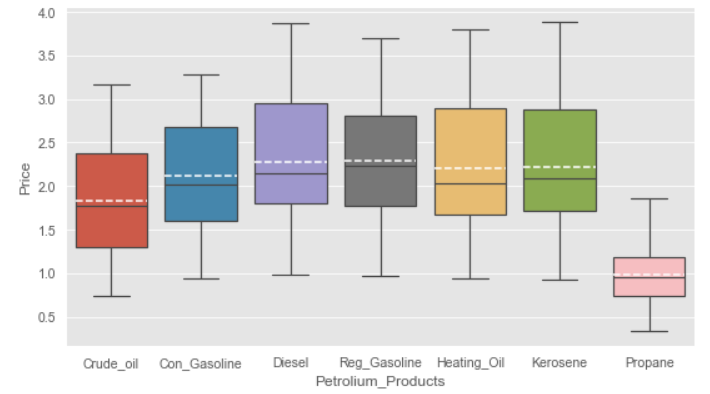 4.0
3.5
3.0
2.5
2.0
1.5
1.0
0.5
Price
Crude_oil Con_Gasoline Diesel Reg_Gasoline Heating_Oil Kerosene Propane
Petrolium_Products